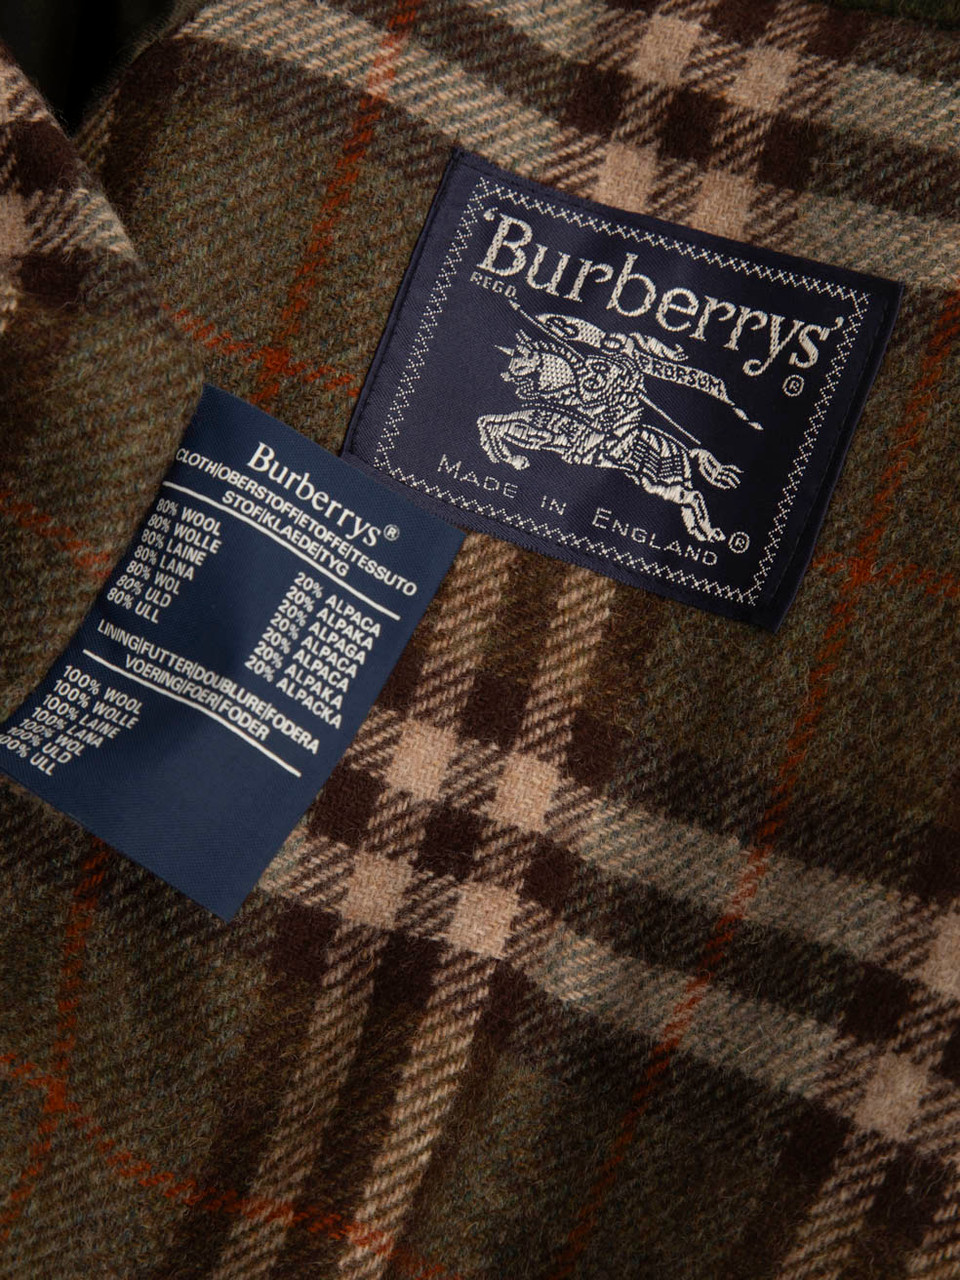 'Burberrys'®
REGD.
PRORSUM
MADE IN ENGLAND ®
Burberrys®
CLOTH|OBERSTOFF|ETOFFE|TESSUTO
STOF|KLAEDE|TYG
80% WOOL 20% ALPACA
80% WOLLE 20% ALPAKA
80% LAINE 20% ALPAGA
80% LANA 20% ALPACA
80% WOL 20% ALPACA
80% ULD 20% ALPAKA
80% ULL 20% ALPACKA
LINING|FUTTER|DOUBLURE|FODERA
VOERING|FOER|FODER
100% WOOL
100% WOLLE
100% LAINE
100% LANA
100% WOL
100% ULD
00% ULL